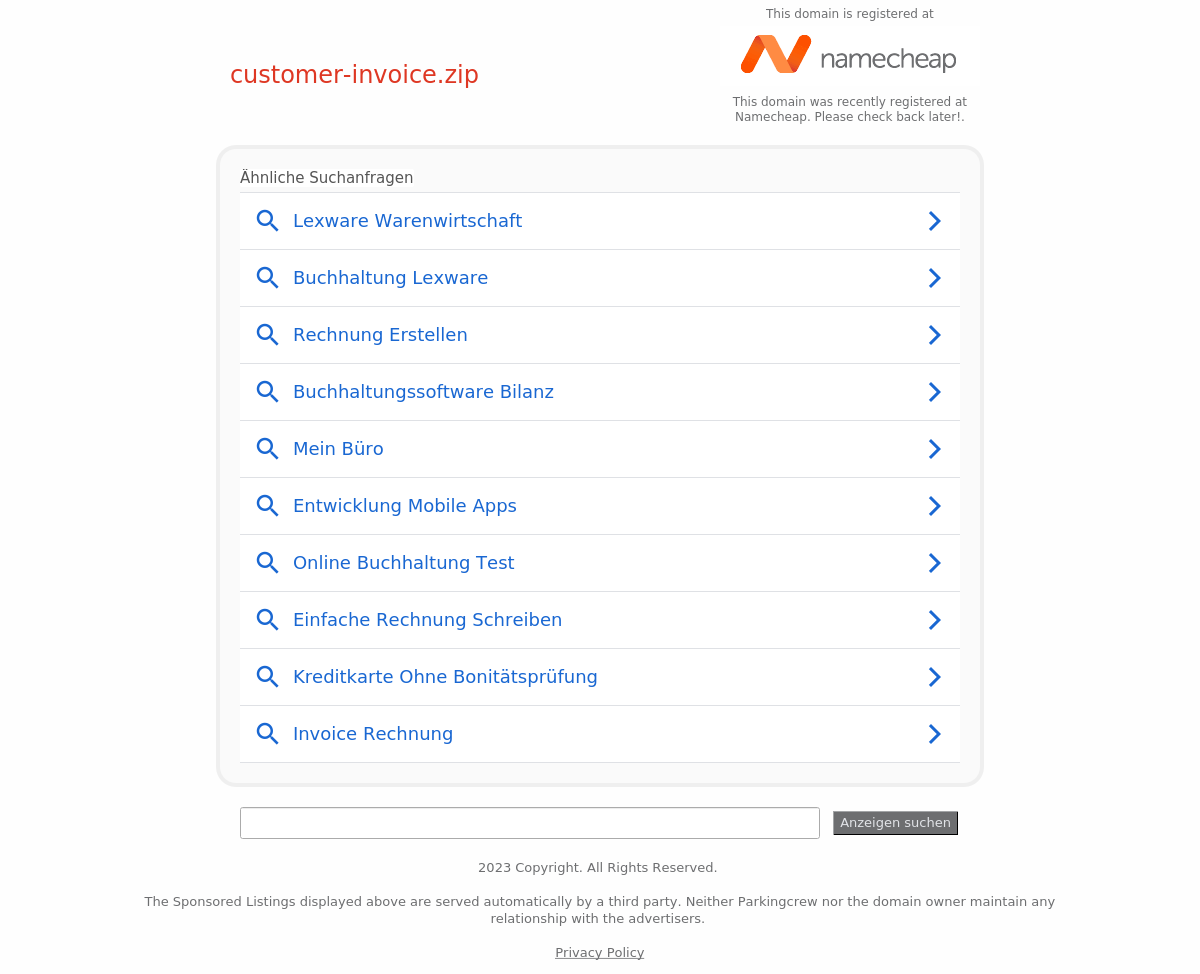 This domain is registered at
namecheap
customer-invoice.zip
This domain was recently registered at
Namecheap. Please check back later!.
Ähnliche Suchanfragen
Lexware Warenwirtschaft
Buchhaltung Lexware
Rechnung Erstellen
Buchhaltungssoftware Bilanz
Mein Büro
Entwicklung Mobile Apps
Online Buchhaltung Test
Einfache Rechnung Schreiben
Kreditkarte Ohne Bonitätsprüfung
Invoice Rechnung
Anzeigen suchen
2023 Copyright. All Rights Reserved.
The Sponsored Listings displayed above are served automatically by a third party. Neither Parkingcrew nor the domain owner maintain any
relationship with the advertisers.
Privacy Policy